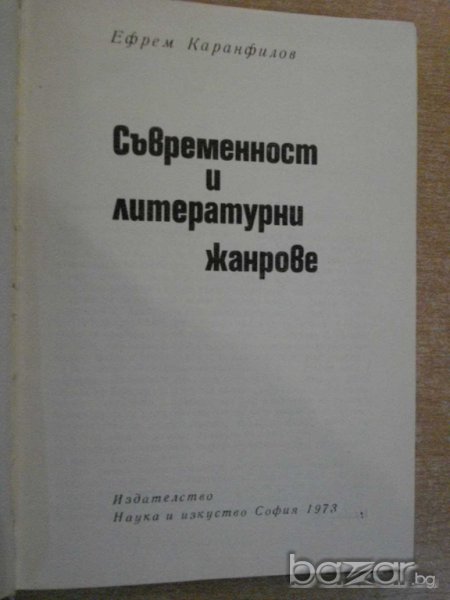 Ефрем Каранфилов
Съвременност
и
литературни
жанрове
Издателство
Наука и изкуство София 1973
bazar.bg